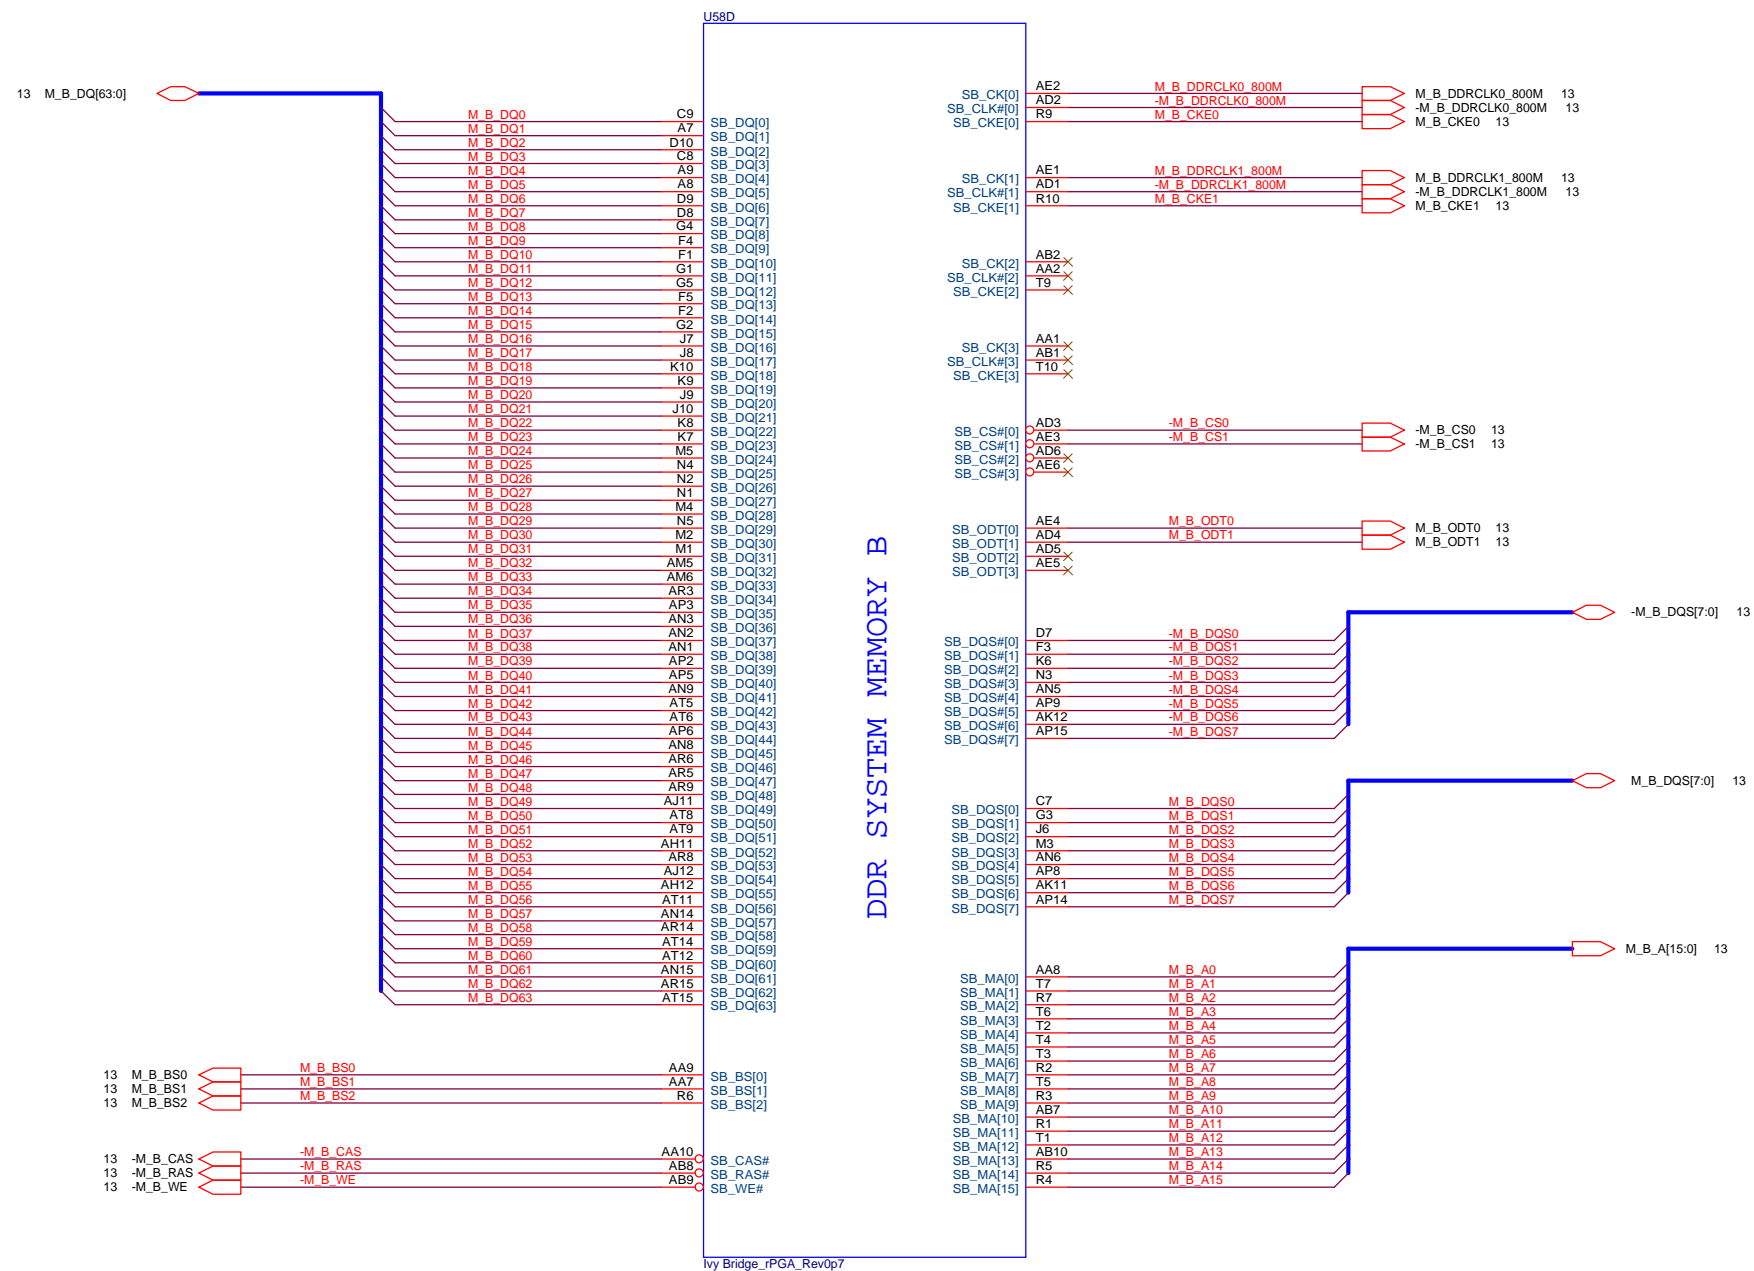 U58D
13 M_B_DQ[63:0]
M_B_DQ0 C9 SB_DQ[0]
M_B_DQ1 A7 SB_DQ[1]
M_B_DQ2 D10 SB_DQ[2]
M_B_DQ3 C8 SB_DQ[3]
M_B_DQ4 A9 SB_DQ[4]
M_B_DQ5 A8 SB_DQ[5]
M_B_DQ6 D9 SB_DQ[6]
M_B_DQ7 D8 SB_DQ[7]
M_B_DQ8 G4 SB_DQ[8]
M_B_DQ9 F4 SB_DQ[9]
M_B_DQ10 F1 SB_DQ[10]
M_B_DQ11 G1 SB_DQ[11]
M_B_DQ12 G5 SB_DQ[12]
M_B_DQ13 F5 SB_DQ[13]
M_B_DQ14 F2 SB_DQ[14]
M_B_DQ15 G2 SB_DQ[15]
M_B_DQ16 J7 SB_DQ[16]
M_B_DQ17 J8 SB_DQ[17]
M_B_DQ18 K10 SB_DQ[18]
M_B_DQ19 K9 SB_DQ[19]
M_B_DQ20 J9 SB_DQ[20]
M_B_DQ21 J10 SB_DQ[21]
M_B_DQ22 K8 SB_DQ[22]
M_B_DQ23 K7 SB_DQ[23]
M_B_DQ24 M5 SB_DQ[24]
M_B_DQ25 N4 SB_DQ[25]
M_B_DQ26 N2 SB_DQ[26]
M_B_DQ27 N1 SB_DQ[27]
M_B_DQ28 M4 SB_DQ[28]
M_B_DQ29 N5 SB_DQ[29]
M_B_DQ30 M2 SB_DQ[30]
M_B_DQ31 M1 SB_DQ[31]
M_B_DQ32 AM5 SB_DQ[32]
M_B_DQ33 AM6 SB_DQ[33]
M_B_DQ34 AR3 SB_DQ[34]
M_B_DQ35 AP3 SB_DQ[35]
M_B_DQ36 AN3 SB_DQ[36]
M_B_DQ37 AN2 SB_DQ[37]
M_B_DQ38 AN1 SB_DQ[38]
M_B_DQ39 AP2 SB_DQ[39]
M_B_DQ40 AP5 SB_DQ[40]
M_B_DQ41 AN9 SB_DQ[41]
M_B_DQ42 AT5 SB_DQ[42]
M_B_DQ43 AT6 SB_DQ[43]
M_B_DQ44 AP6 SB_DQ[44]
M_B_DQ45 AN8 SB_DQ[45]
M_B_DQ46 AR6 SB_DQ[46]
M_B_DQ47 AR5 SB_DQ[47]
M_B_DQ48 AR9 SB_DQ[48]
M_B_DQ49 AJ11 SB_DQ[49]
M_B_DQ50 AT8 SB_DQ[50]
M_B_DQ51 AT9 SB_DQ[51]
M_B_DQ52 AH11 SB_DQ[52]
M_B_DQ53 AR8 SB_DQ[53]
M_B_DQ54 AJ12 SB_DQ[54]
M_B_DQ55 AH12 SB_DQ[55]
M_B_DQ56 AT11 SB_DQ[56]
M_B_DQ57 AN14 SB_DQ[57]
M_B_DQ58 AR14 SB_DQ[58]
M_B_DQ59 AT14 SB_DQ[59]
M_B_DQ60 AT12 SB_DQ[60]
M_B_DQ61 AN15 SB_DQ[61]
M_B_DQ62 AR15 SB_DQ[62]
M_B_DQ63 AT15 SB_DQ[63]
13 M_B_BS0 M_B_BS0 AA9 SB_BS[0]
13 M_B_BS1 M_B_BS1 AA7 SB_BS[1]
13 M_B_BS2 M_B_BS2 R6 SB_BS[2]
13 -M_B_CAS -M_B_CAS AA10 SB_CAS#
13 -M_B_RAS -M_B_RAS AB8 SB_RAS#
13 -M_B_WE -M_B_WE AB9 SB_WE#
DDR SYSTEM MEMORY B
SB_CK[0] AE2 M_B_DDRCLK0_800M M_B_DDRCLK0_800M 13
SB_CLK#[0] AD2 -M_B_DDRCLK0_800M -M_B_DDRCLK0_800M 13
SB_CKE[0] R9 M_B_CKE0 M_B_CKE0 13
SB_CK[1] AE1 M_B_DDRCLK1_800M M_B_DDRCLK1_800M 13
SB_CLK#[1] AD1 -M_B_DDRCLK1_800M -M_B_DDRCLK1_800M 13
SB_CKE[1] R10 M_B_CKE1 M_B_CKE1 13
SB_CK[2] AB2
SB_CLK#[2] AA2
SB_CKE[2] T9
SB_CK[3] AA1
SB_CLK#[3] AB1
SB_CKE[3] T10
SB_CS#[0] AD3 -M_B_CS0 -M_B_CS0 13
SB_CS#[1] AE3 -M_B_CS1 -M_B_CS1 13
SB_CS#[2] AD6
SB_CS#[3] AE6
SB_ODT[0] AE4 M_B_ODT0 M_B_ODT0 13
SB_ODT[1] AD4 M_B_ODT1 M_B_ODT1 13
SB_ODT[2] AD5
SB_ODT[3] AE5
-M_B_DQS[7:0] 13
SB_DQS#[0] D7 -M_B_DQS0
SB_DQS#[1] F3 -M_B_DQS1
SB_DQS#[2] K6 -M_B_DQS2
SB_DQS#[3] N3 -M_B_DQS3
SB_DQS#[4] AN5 -M_B_DQS4
SB_DQS#[5] AP9 -M_B_DQS5
SB_DQS#[6] AK12 -M_B_DQS6
SB_DQS#[7] AP15 -M_B_DQS7
M_B_DQS[7:0] 13
SB_DQS[0] C7 M_B_DQS0
SB_DQS[1] G3 M_B_DQS1
SB_DQS[2] J6 M_B_DQS2
SB_DQS[3] M3 M_B_DQS3
SB_DQS[4] AN6 M_B_DQS4
SB_DQS[5] AP8 M_B_DQS5
SB_DQS[6] AK11 M_B_DQS6
SB_DQS[7] AP14 M_B_DQS7
M_B_A[15:0] 13
SB_MA[0] AA8 M_B_A0
SB_MA[1] T7 M_B_A1
SB_MA[2] R7 M_B_A2
SB_MA[3] T6 M_B_A3
SB_MA[4] T2 M_B_A4
SB_MA[5] T4 M_B_A5
SB_MA[6] T3 M_B_A6
SB_MA[7] R2 M_B_A7
SB_MA[8] T5 M_B_A8
SB_MA[9] R3 M_B_A9
SB_MA[10] AB7 M_B_A10
SB_MA[11] R1 M_B_A11
SB_MA[12] T1 M_B_A12
SB_MA[13] AB10 M_B_A13
SB_MA[14] R5 M_B_A14
SB_MA[15] R4 M_B_A15
Ivy Bridge_rPGA_Rev0p7